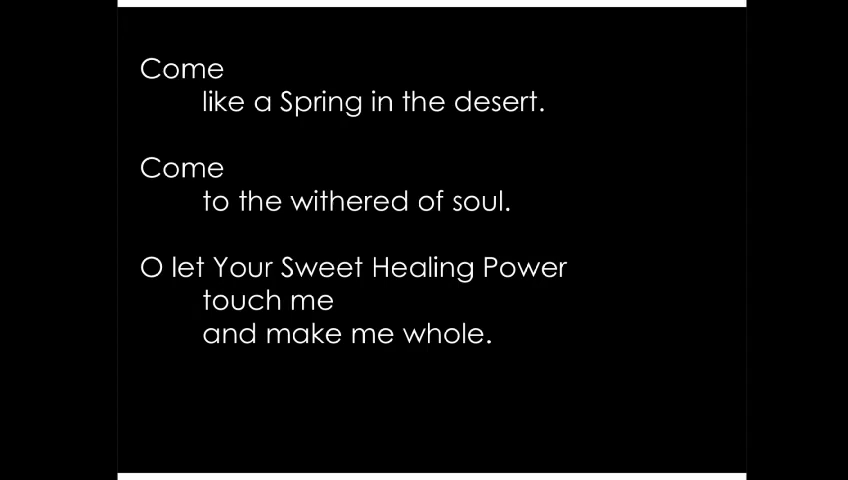 Come
like a Spring in the desert.
Come
to the withered of soul.
O let Your Sweet Healing Power
touch me
and make me whole.